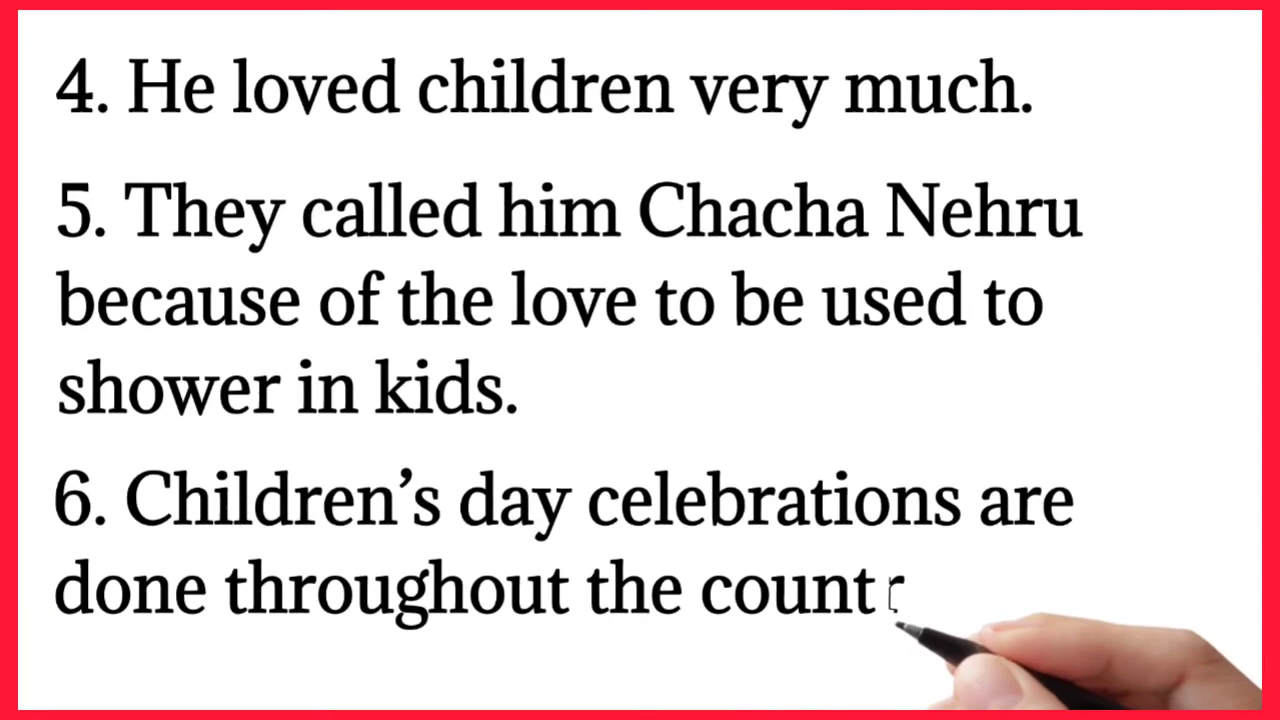 4. He loved children very much.
5. They called him Chacha Nehru
because of the love to be used to
shower in kids.
6. Children’s day celebrations are
done throughout the count